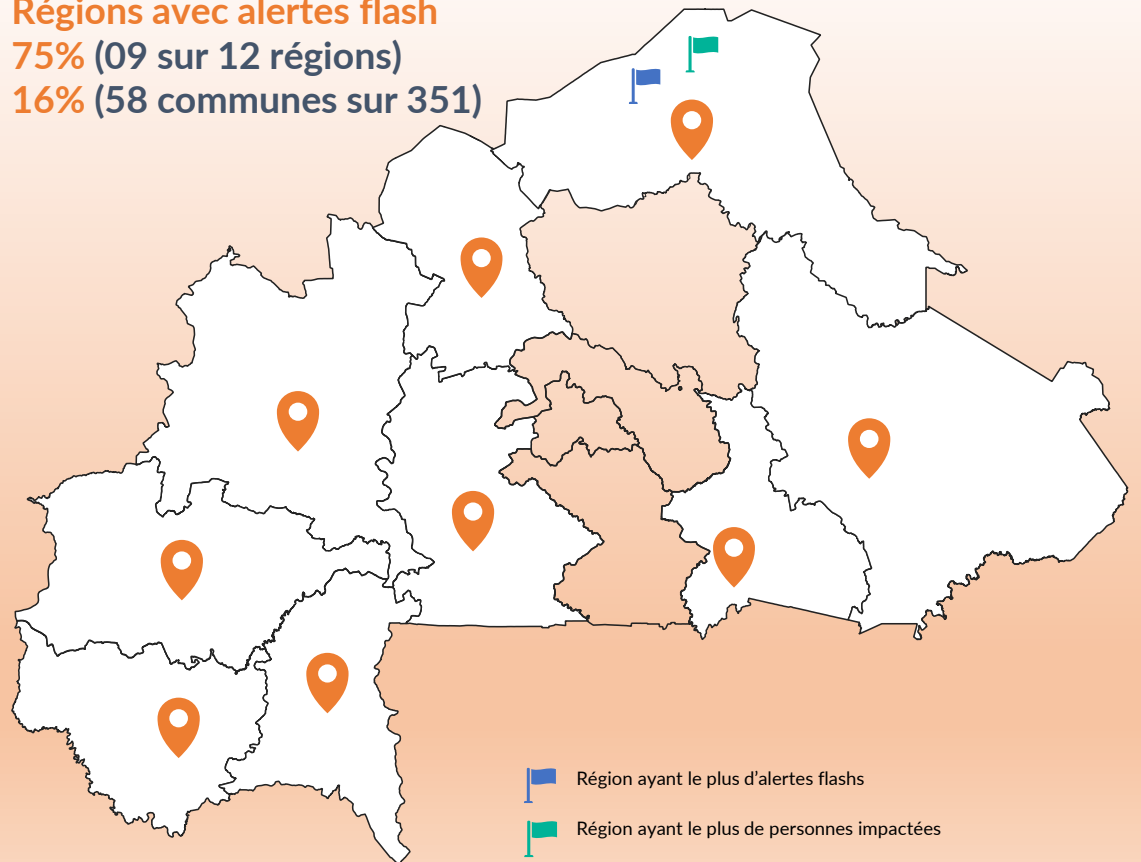 Régions avec alertes flash
75% (09 sur 12 régions)
16% (58 communes sur 351)
Région ayant le plus d'alertes flashs
Région ayant le plus de personnes impactées